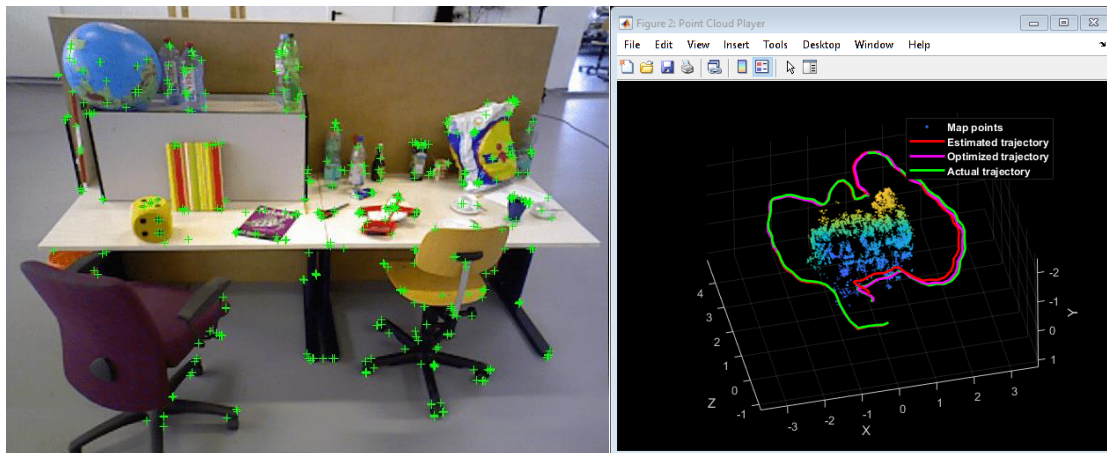 Figure 2: Point Cloud Player
File Edit View Insert Tools Desktop Window Help
Map points
Estimated trajectory
Optimized trajectory
Actual trajectory
-2
-1
0
1
Y
4
3
2
1
0
-1
Z
-3
-2
-1
0
1
2
3
X